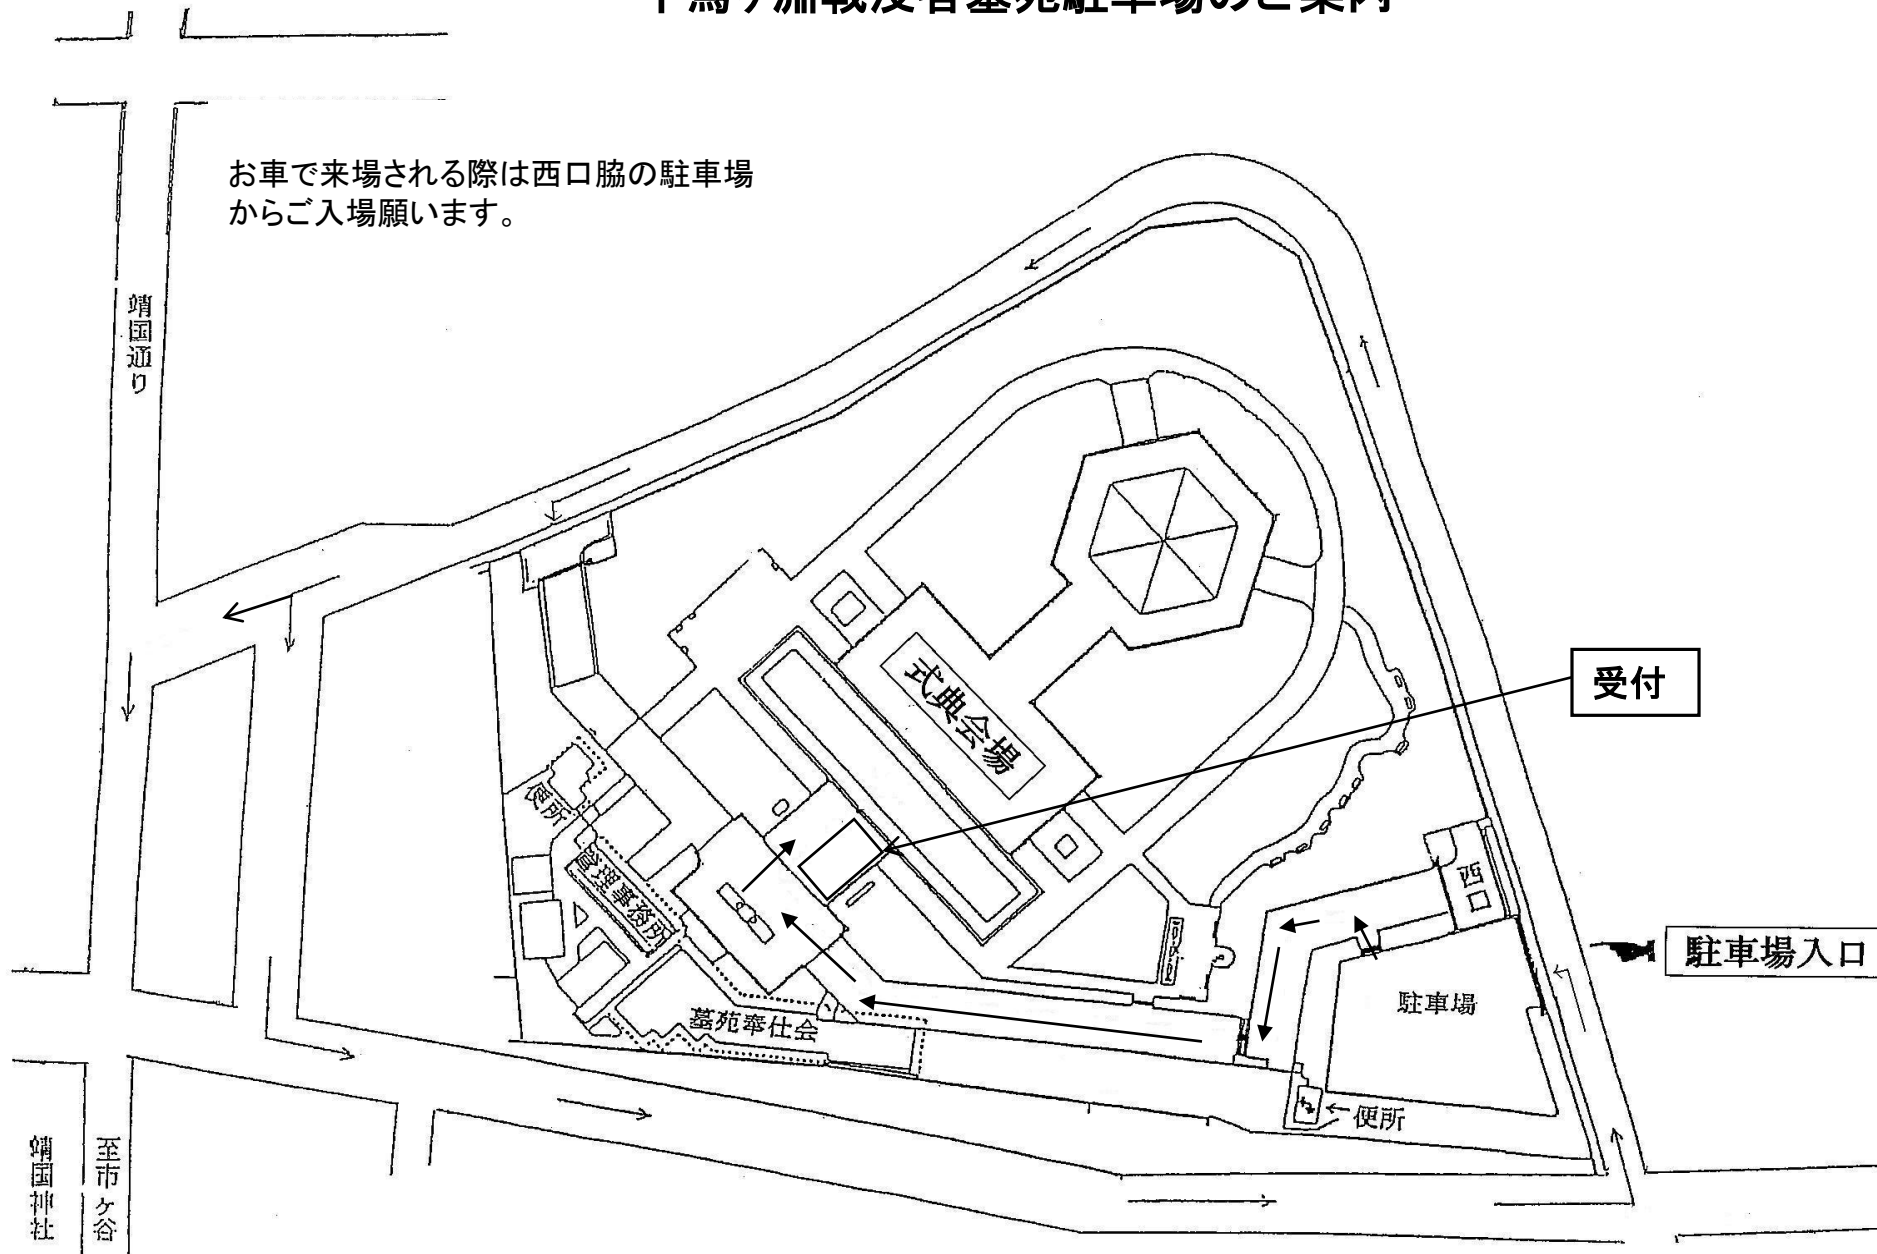 千鳥ヶ淵戦没者墓苑駐車場のご案内
お車で来場される際は西口脇の駐車場
からご入場願います。
靖国通り
受付
式典会場
便所
管理事務所
西口
駐車場入口
駐車場
墓苑奉仕会
便所
靖国神社
至市ヶ谷